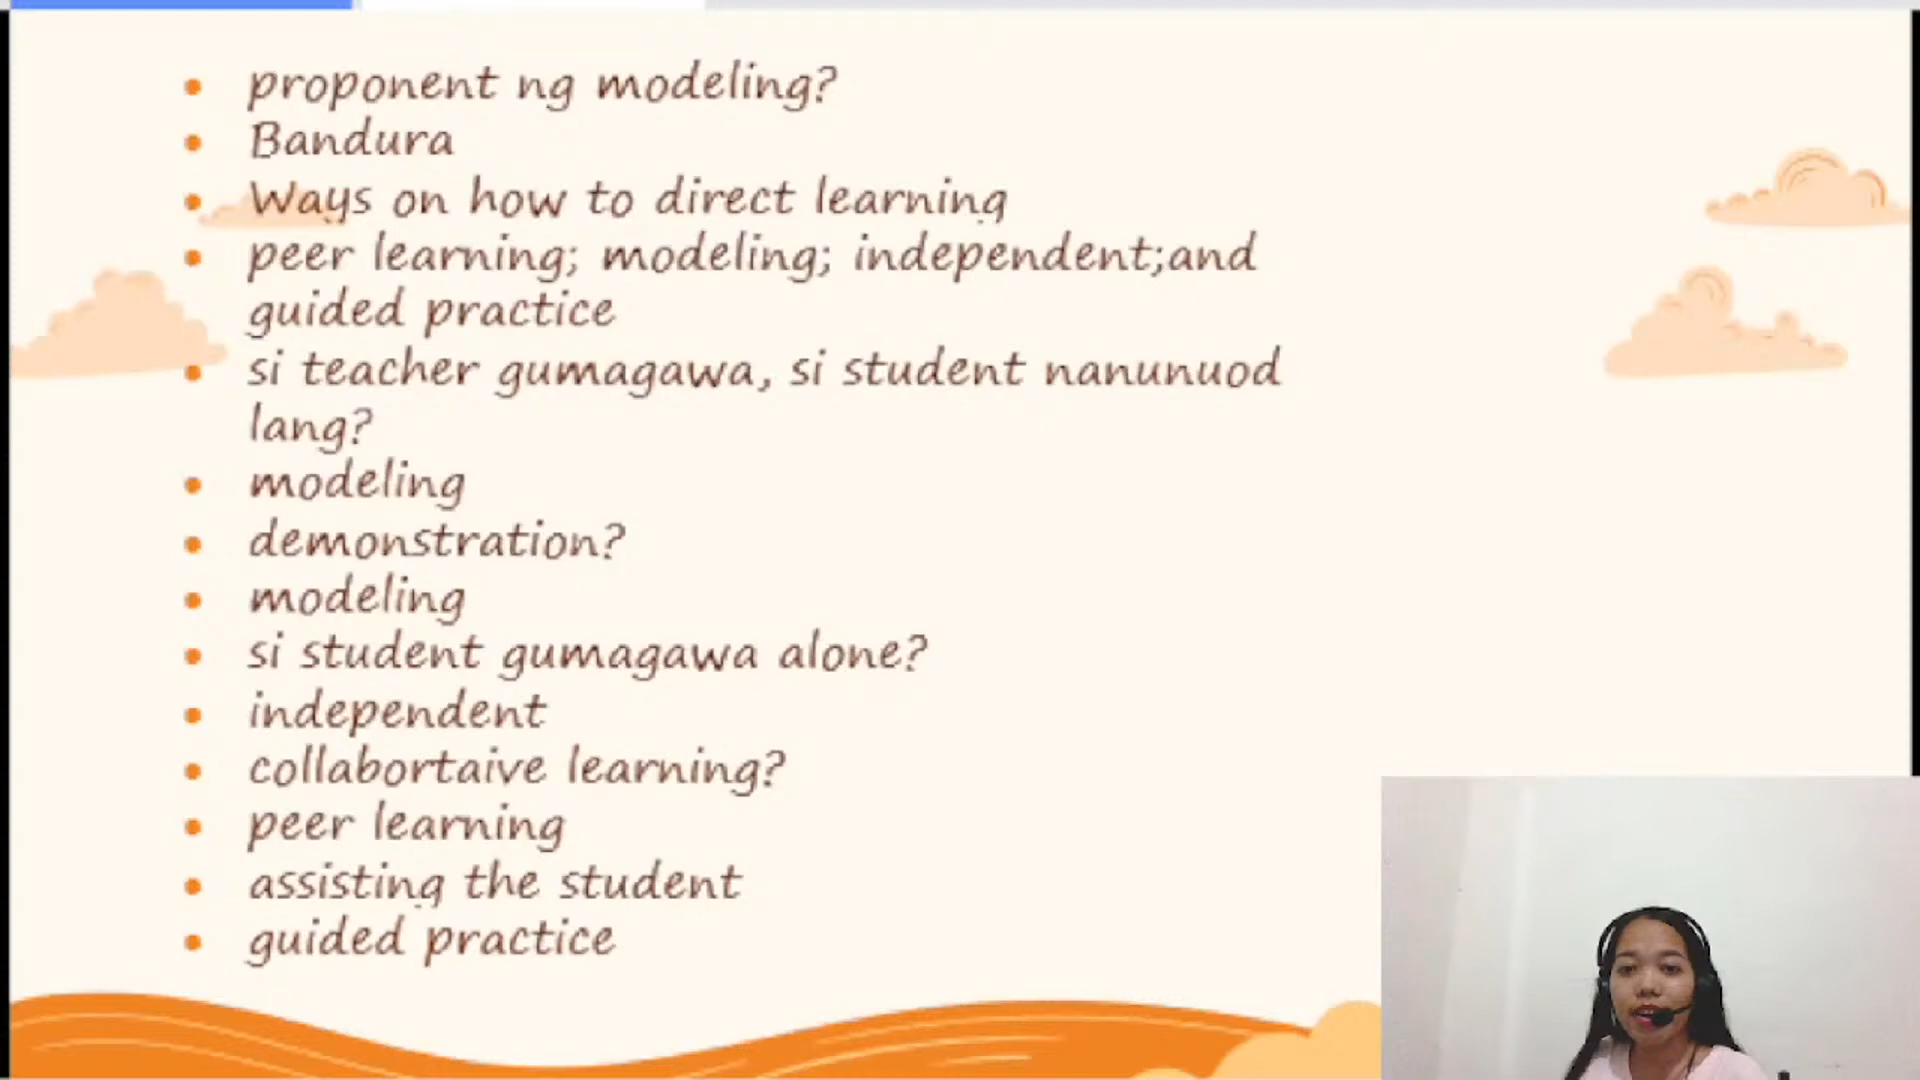 proponent ng modeling?
Bandura
Ways on how to direct learning
peer learning; modeling; independent;and
guided practice
si teacher gumagawa, si student nanunuod
lang?
modeling
demonstration?
modeling
si student gumagawa alone?
independent
collabortaive learning?
peer learning
assisting the student
guided practice